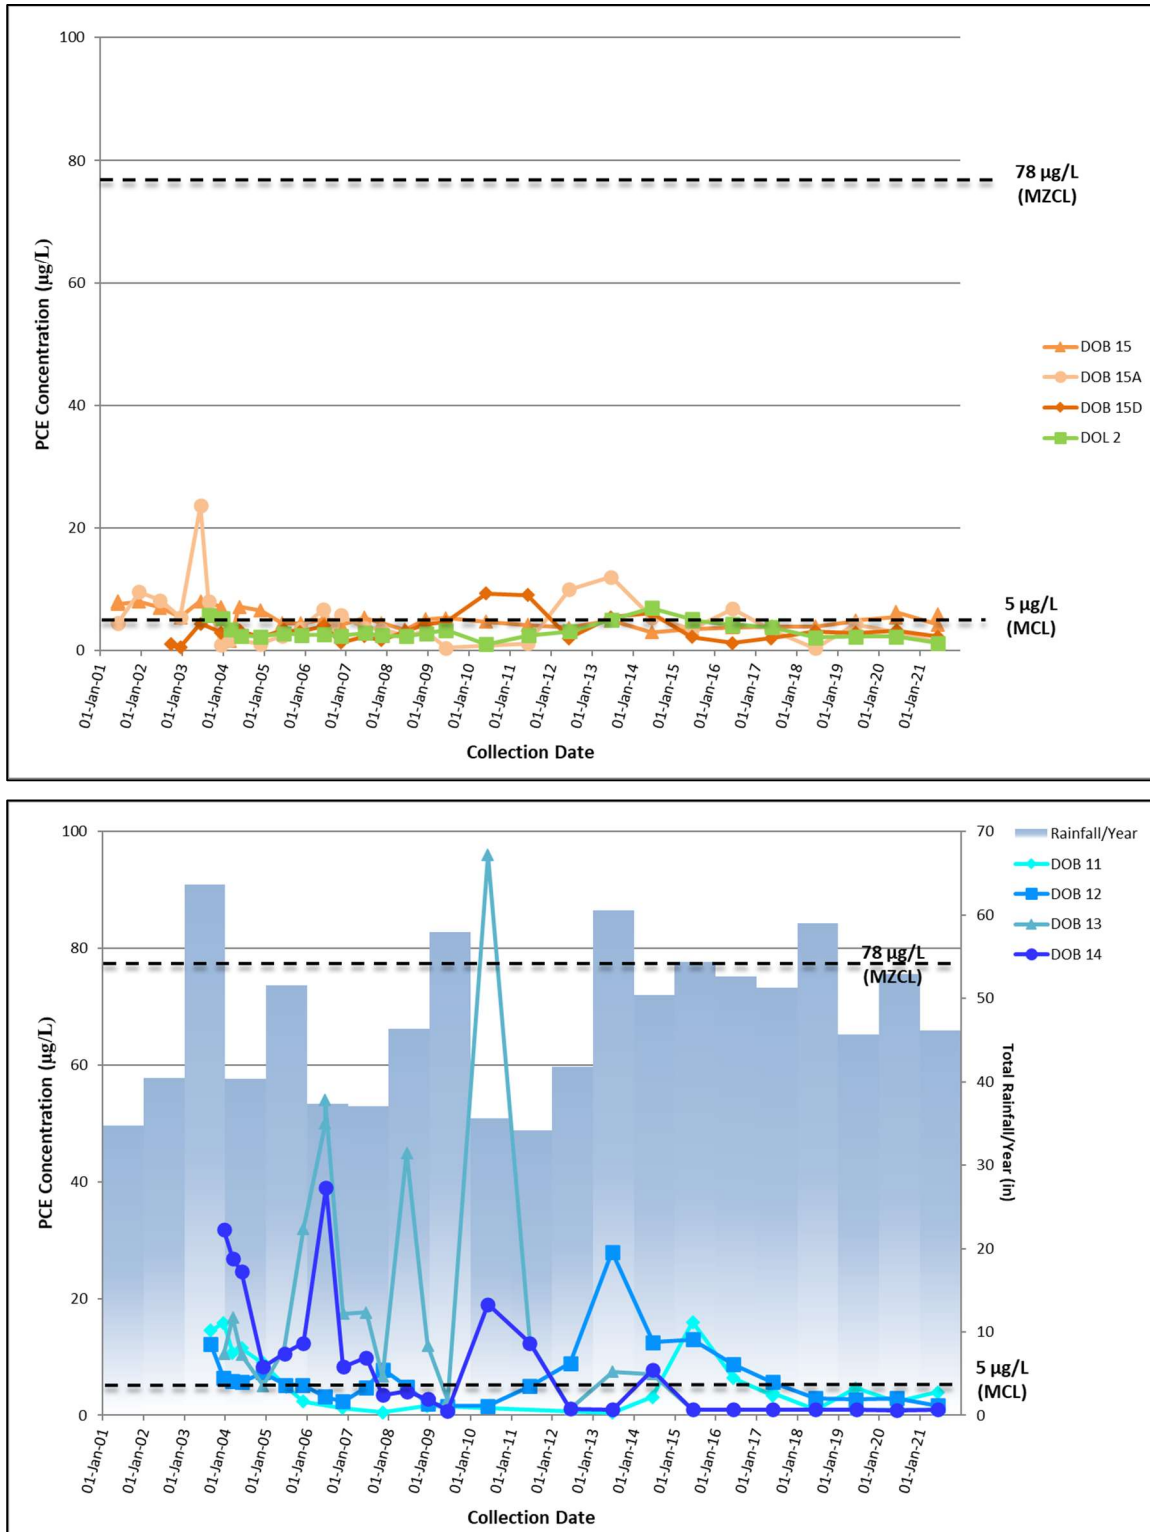 100
80
60
40
20
0
PCE Concentration (µg/L)
78 µg/L
(MZCL)
5 µg/L
(MCL)
DOB 15
DOB 15A
DOB 15D
DOL 2
01-Jan-01
01-Jan-02
01-Jan-03
01-Jan-04
01-Jan-05
01-Jan-06
01-Jan-07
01-Jan-08
01-Jan-09
01-Jan-10
01-Jan-11
01-Jan-12
01-Jan-13
01-Jan-14
01-Jan-15
01-Jan-16
01-Jan-17
01-Jan-18
01-Jan-19
01-Jan-20
01-Jan-21
Collection Date
100
80
60
40
20
0
PCE Concentration (µg/L)
78 µg/L
(MZCL)
5 µg/L
(MCL)
70
60
50
40
30
20
10
0
Total Rainfall/Year (in)
Rainfall/Year
DOB 11
DOB 12
DOB 13
DOB 14
01-Jan-01
01-Jan-02
01-Jan-03
01-Jan-04
01-Jan-05
01-Jan-06
01-Jan-07
01-Jan-08
01-Jan-09
01-Jan-10
01-Jan-11
01-Jan-12
01-Jan-13
01-Jan-14
01-Jan-15
01-Jan-16
01-Jan-17
01-Jan-18
01-Jan-19
01-Jan-20
01-Jan-21
Collection Date